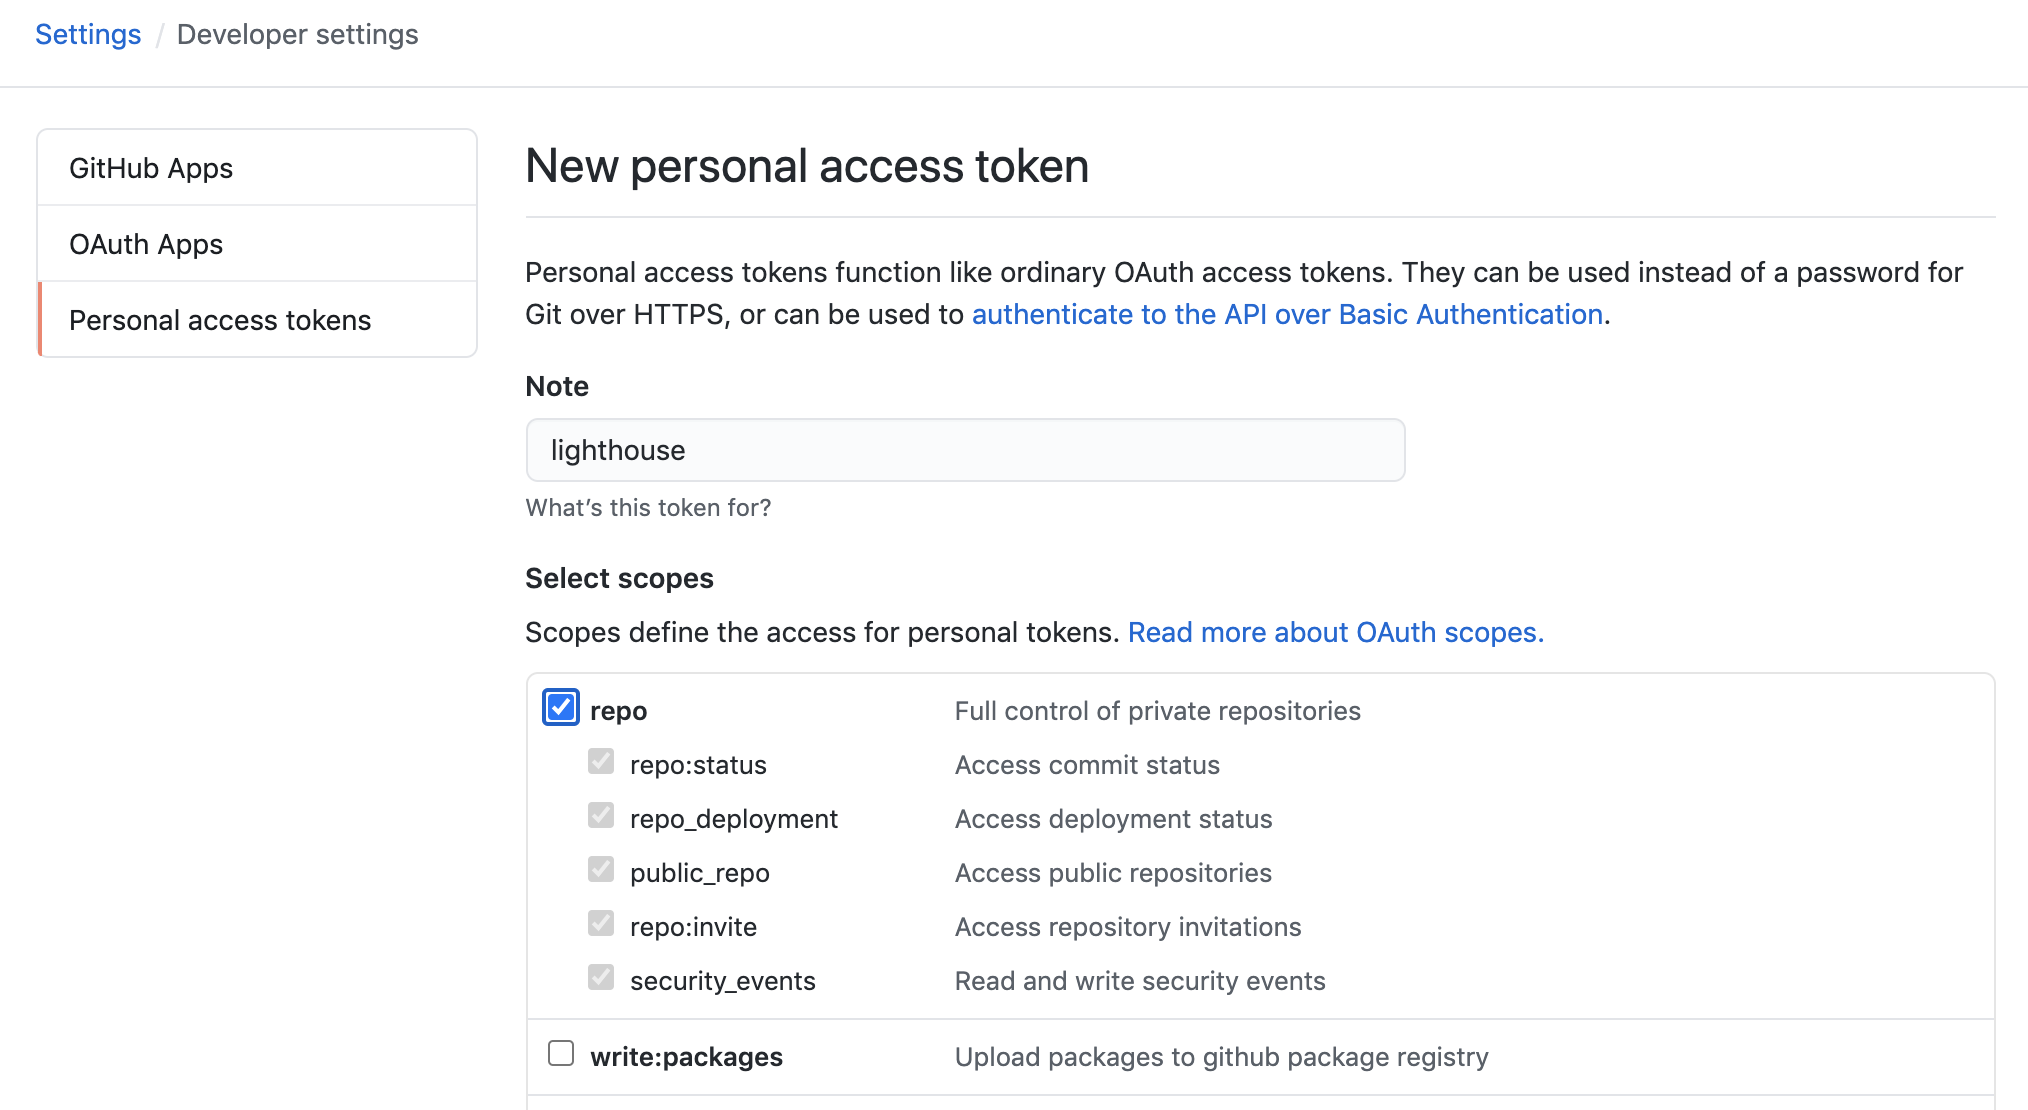 Settings / Developer settings
GitHub Apps
OAuth Apps
Personal access tokens
New personal access token
Personal access tokens function like ordinary OAuth access tokens. They can be used instead of a password for
Git over HTTPS, or can be used to authenticate to the API over Basic Authentication.
Note
lighthouse
What’s this token for?
Select scopes
Scopes define the access for personal tokens. Read more about OAuth scopes.
repo Full control of private repositories
repo:status Access commit status
repo_deployment Access deployment status
public_repo Access public repositories
repo:invite Access repository invitations
security_events Read and write security events
write:packages Upload packages to github package registry